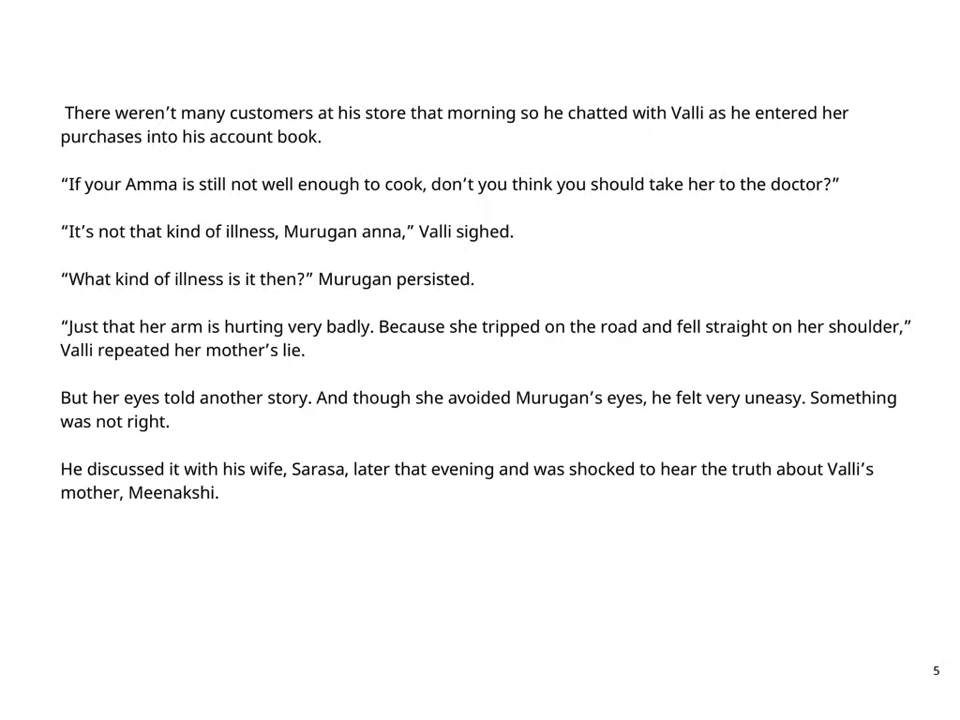 There weren’t many customers at his store that morning so he chatted with Valli as he entered her
purchases into his account book.
“If your Amma is still not well enough to cook, don’t you think you should take her to the doctor?”
“It’s not that kind of illness, Murugan anna,” Valli sighed.
“What kind of illness is it then?” Murugan persisted.
“Just that her arm is hurting very badly. Because she tripped on the road and fell straight on her shoulder,”
Valli repeated her mother’s lie.
But her eyes told another story. And though she avoided Murugan’s eyes, he felt very uneasy. Something
was not right.
He discussed it with his wife, Sarasa, later that evening and was shocked to hear the truth about Valli’s
mother, Meenakshi.
5